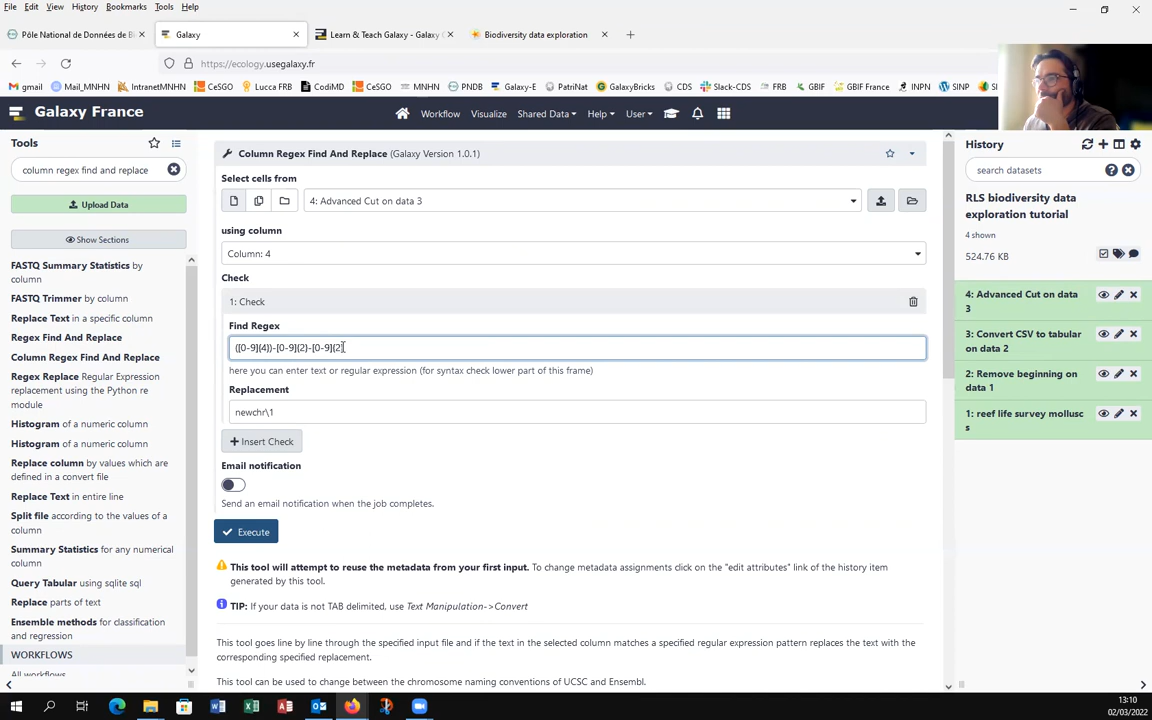 File Edit View History Bookmarks Tools Help
Pôle National de Données de Bi
Galaxy
Learn & Teach Galaxy - Galaxy C
Biodiversity data exploration
https://ecology.usegalaxy.fr
gmail Mail_MNHN IntranetMNHN CeSGO Lucca FRB CodiMD CeSGO MNHN PNDB Galaxy-E PatriNat GalaxyBricks CDS Slack-CDS FRB GBIF GBIF France INPN SINP
Galaxy France
Workflow Visualize Shared Data Help User
Tools
column regex find and replace
Upload Data
Show Sections
FASTQ Summary Statistics by
column
FASTQ Trimmer by column
Replace Text in a specific column
Regex Find And Replace
Column Regex Find And Replace
Regex Replace Regular Expression
replacement using the Python re
module
Histogram of a numeric column
Histogram of a numeric column
Replace column by values which are
defined in a convert file
Replace Text in entire line
Split file according to the values of a
column
Summary Statistics for any numerical
column
Query Tabular using sqlite sql
Replace parts of text
Ensemble methods for classification
and regression
WORKFLOWS
All workflows
Column Regex Find And Replace (Galaxy Version 1.0.1)
Select cells from
4: Advanced Cut on data 3
using column
Column: 4
Check
1: Check
Find Regex
([0-9]{4})-[0-9]{2}-[0-9]{2}
here you can enter text or regular expression (for syntax check lower part of this frame)
Replacement
newchr\1
Insert Check
Email notification
Send an email notification when the job completes.
Execute
This tool will attempt to reuse the metadata from your first input. To change metadata assignments click on the "edit attributes" link of the history item
generated by this tool.
TIP: If your data is not TAB delimited, use Text Manipulation->Convert
This tool goes line by line through the specified input file and if the text in the selected column matches a specified regular expression pattern replaces the text with the
corresponding specified replacement.
This tool can be used to change between the chromosome naming conventions of UCSC and Ensembl.
History
search datasets
RLS biodiversity data
exploration tutorial
4 shown
524.76 KB
4: Advanced Cut on data
3
3: Convert CSV to tabular
on data 2
2: Remove beginning on
data 1
1: reef life survey mollusc
s
13:10
02/03/2022